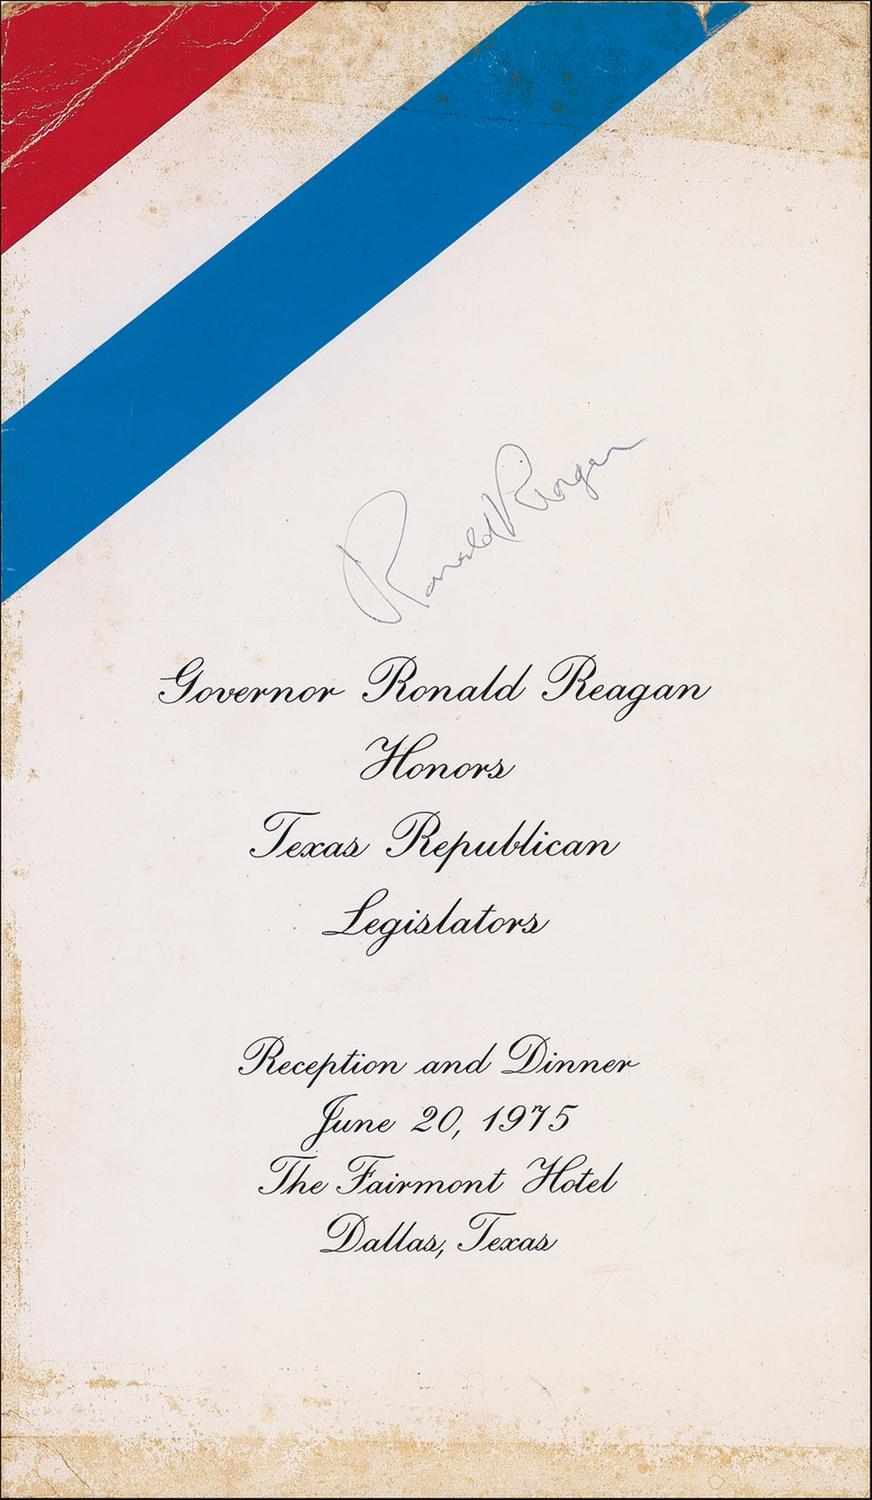 Ronald Reagan
Governor Ronald Reagan
Honors
Texas Republican
Legislators
Reception and Dinner
June 20, 1975
The Fairmont Hotel
Dallas, Texas